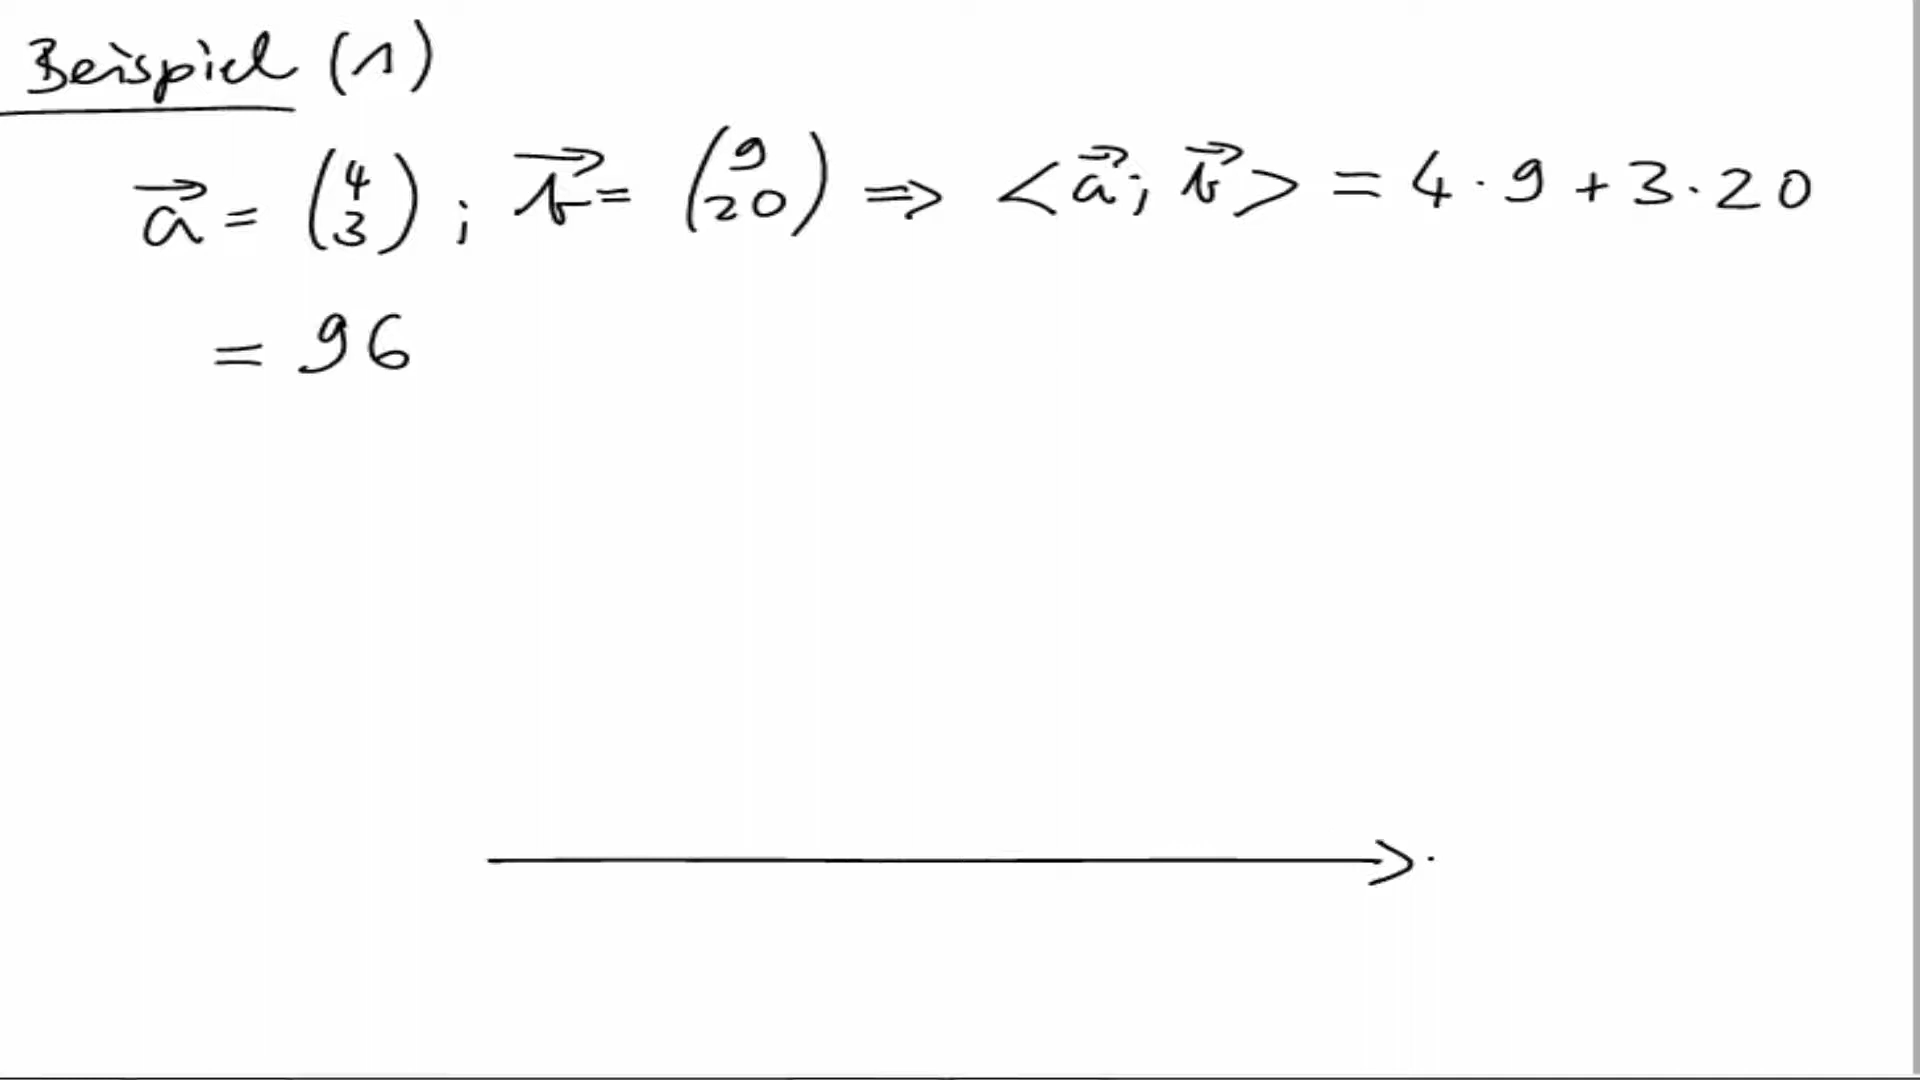 Beispiel (1)
a⃗ = (4 3) ; b⃗ = (9 20) ⇒ <a⃗; b⃗> = 4 · 9 + 3 · 20
= 96